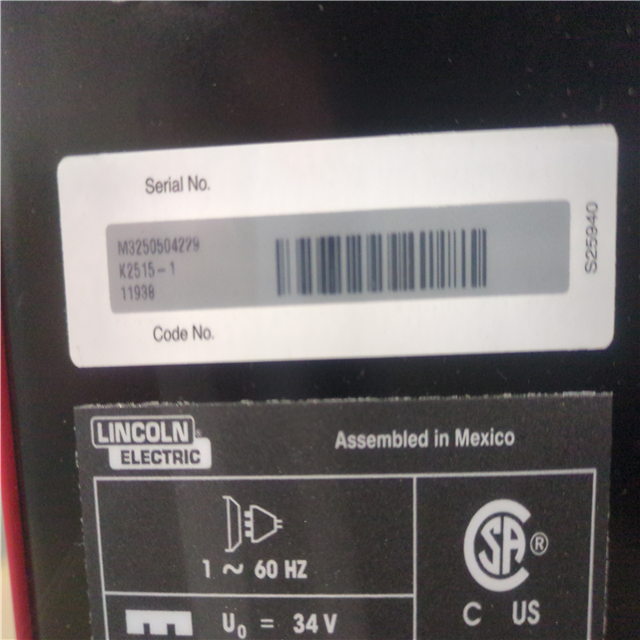 Serial No.
M3250504229
K2515-1
11938
Code No.
S25940
LINCOLN
ELECTRIC
®
Assembled in Mexico
1 ~ 60 HZ
U0 = 34 V
SA ®
C US